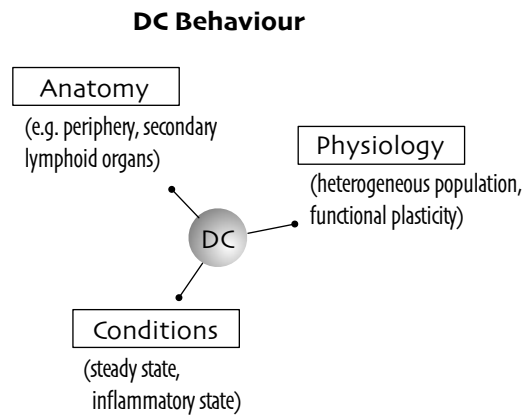 DC Behaviour
Anatomy
(e.g. periphery, secondary
lymphoid organs)
Physiology
(heterogeneous population,
functional plasticity)
DC
Conditions
(steady state,
inflammatory state)